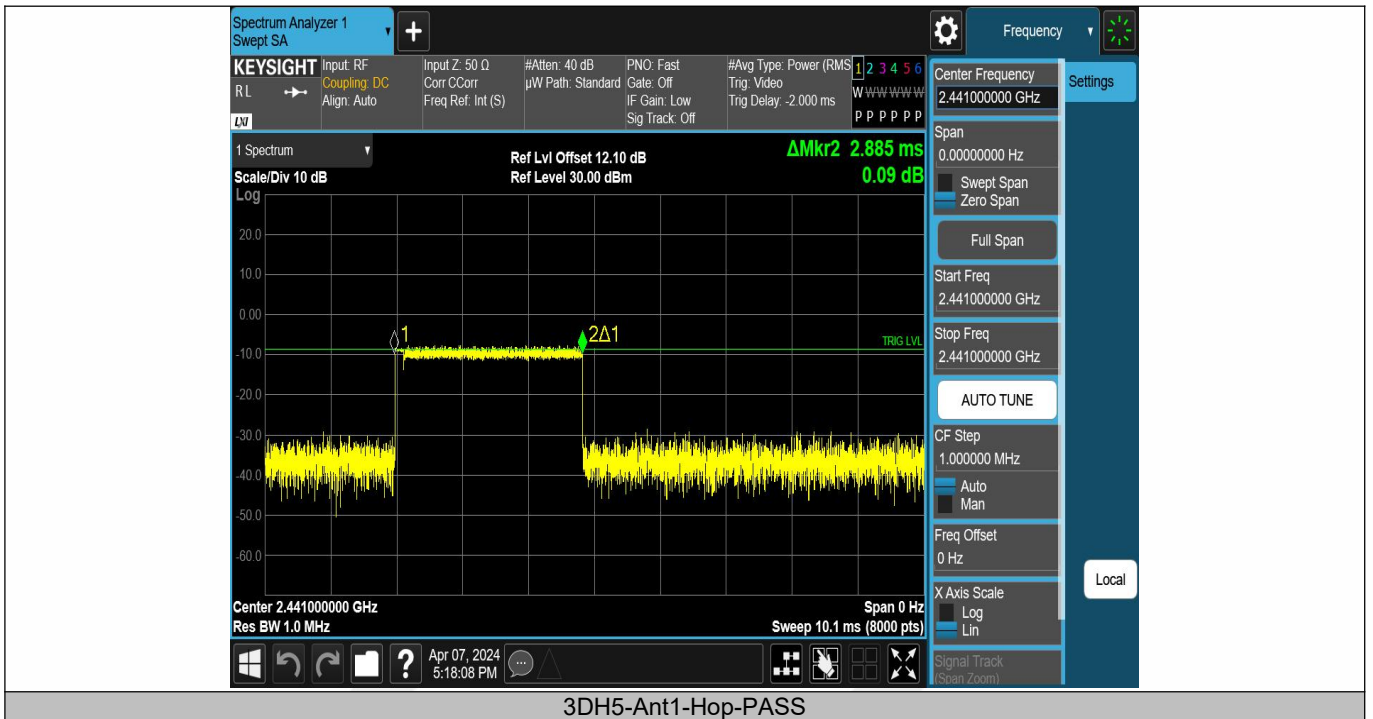 Spectrum Analyzer 1
Swept SA
+
Frequency
KEYSIGHT
RL
LXI
Input: RF
Coupling: DC
Align: Auto
Input Z: 50 Ω
Corr CCorr
Freq Ref: Int (S)
#Atten: 40 dB
µW Path: Standard
PNO: Fast
Gate: Off
IF Gain: Low
Sig Track: Off
#Avg Type: Power (RMS
Trig: Video
Trig Delay: -2.000 ms
1 2 3 4 5 6
W W W W W W
P P P P P P
1 Spectrum
Scale/Div 10 dB
Log
Ref Lvl Offset 12.10 dB
Ref Level 30.00 dBm
ΔMkr2 2.885 ms
0.09 dB
20.0
10.0
0.00
-10.0
-20.0
-30.0
-40.0
-50.0
-60.0
1
2Δ1
TRIG LVL
Center 2.441000000 GHz
Res BW 1.0 MHz
Span 0 Hz
Sweep 10.1 ms (8000 pts)
Center Frequency
2.441000000 GHz
Settings
Span
0.00000000 Hz
Swept Span
Zero Span
Full Span
Start Freq
2.441000000 GHz
Stop Freq
2.441000000 GHz
AUTO TUNE
CF Step
1.000000 MHz
Auto
Man
Freq Offset
0 Hz
X Axis Scale
Log
Lin
Signal Track
(Span Zoom)
Local
?
Apr 07, 2024
5:18:08 PM
3DH5-Ant1-Hop-PASS